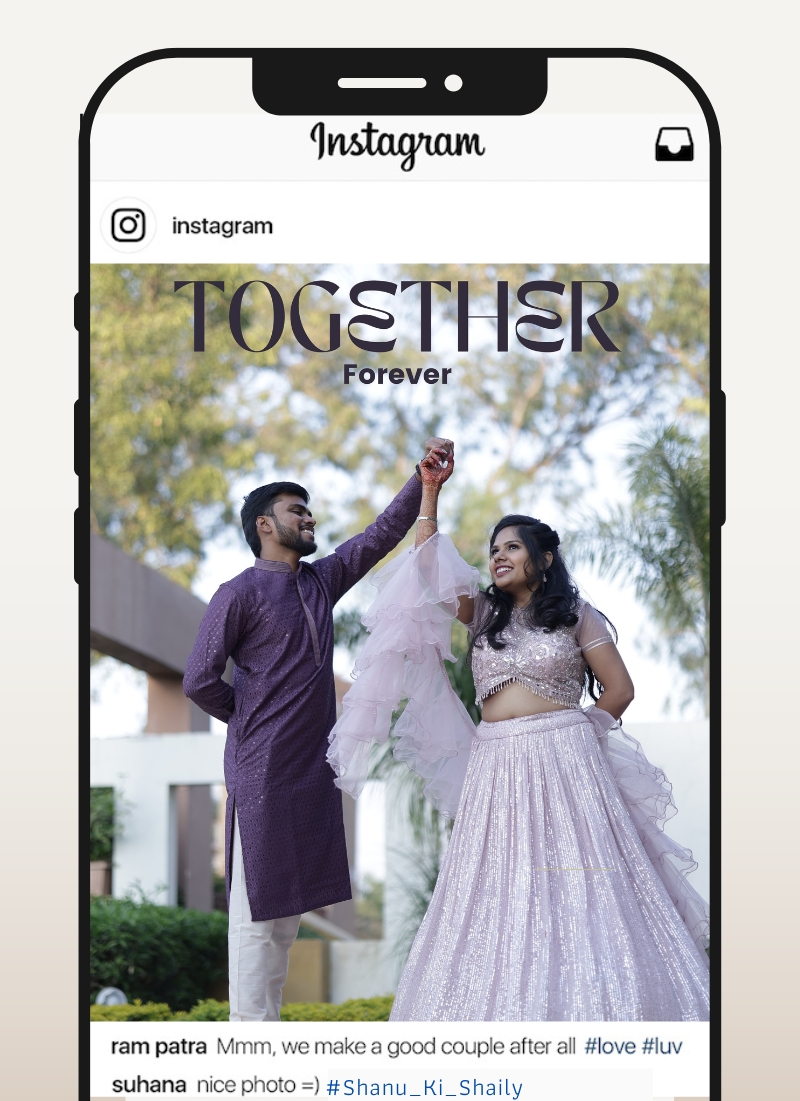 Instagram
instagram
TOGETHER
Forever
ram patra Mmm, we make a good couple after all #love #luv
suhana nice photo =) #Shanu_Ki_Shaily